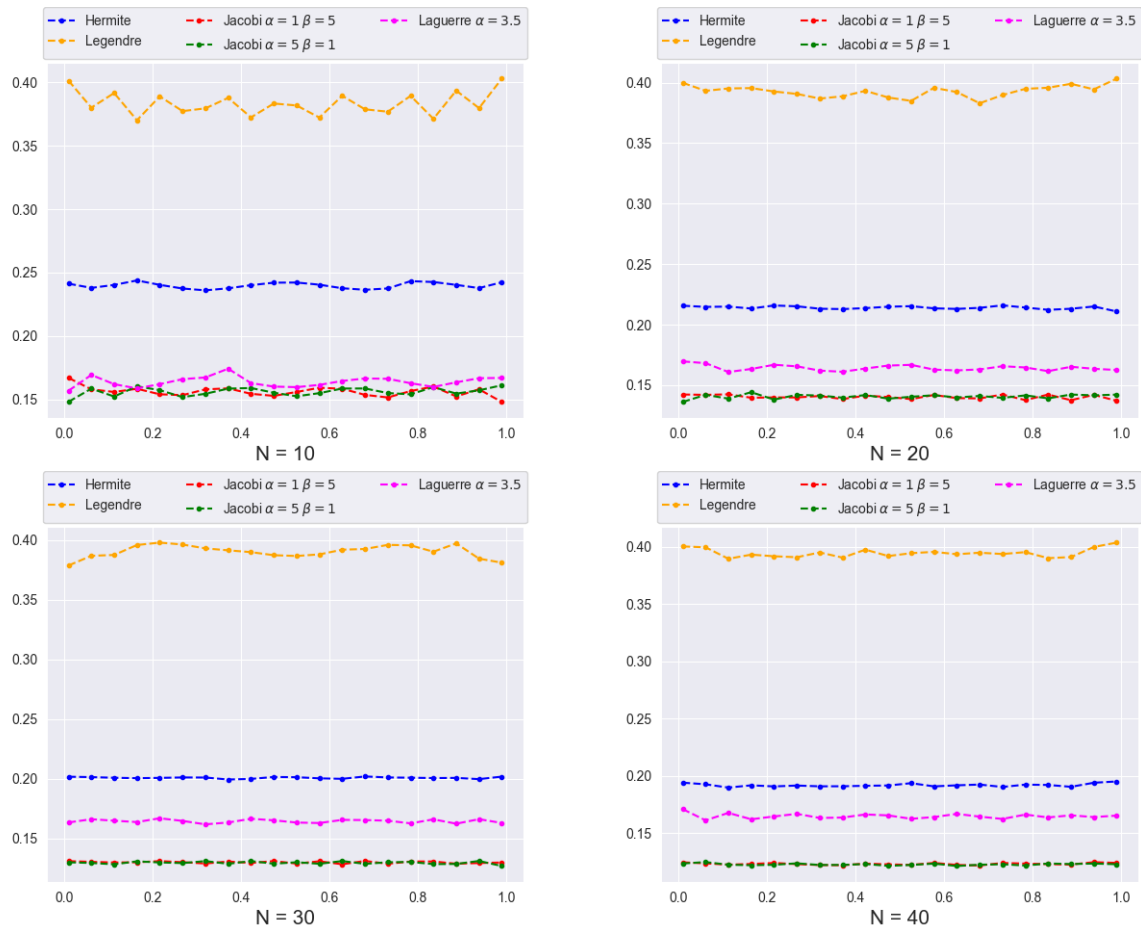 Hermite
Legendre
Jacobi α = 1 β = 5
Jacobi α = 5 β = 1
Laguerre α = 3.5
0.40
0.35
0.30
0.25
0.20
0.15
0.0 0.2 0.4 0.6 0.8 1.0
N = 10
Hermite
Legendre
Jacobi α = 1 β = 5
Jacobi α = 5 β = 1
Laguerre α = 3.5
0.40
0.35
0.30
0.25
0.20
0.15
0.0 0.2 0.4 0.6 0.8 1.0
N = 20
Hermite
Legendre
Jacobi α = 1 β = 5
Jacobi α = 5 β = 1
Laguerre α = 3.5
0.40
0.35
0.30
0.25
0.20
0.15
0.0 0.2 0.4 0.6 0.8 1.0
N = 30
Hermite
Legendre
Jacobi α = 1 β = 5
Jacobi α = 5 β = 1
Laguerre α = 3.5
0.40
0.35
0.30
0.25
0.20
0.15
0.0 0.2 0.4 0.6 0.8 1.0
N = 40